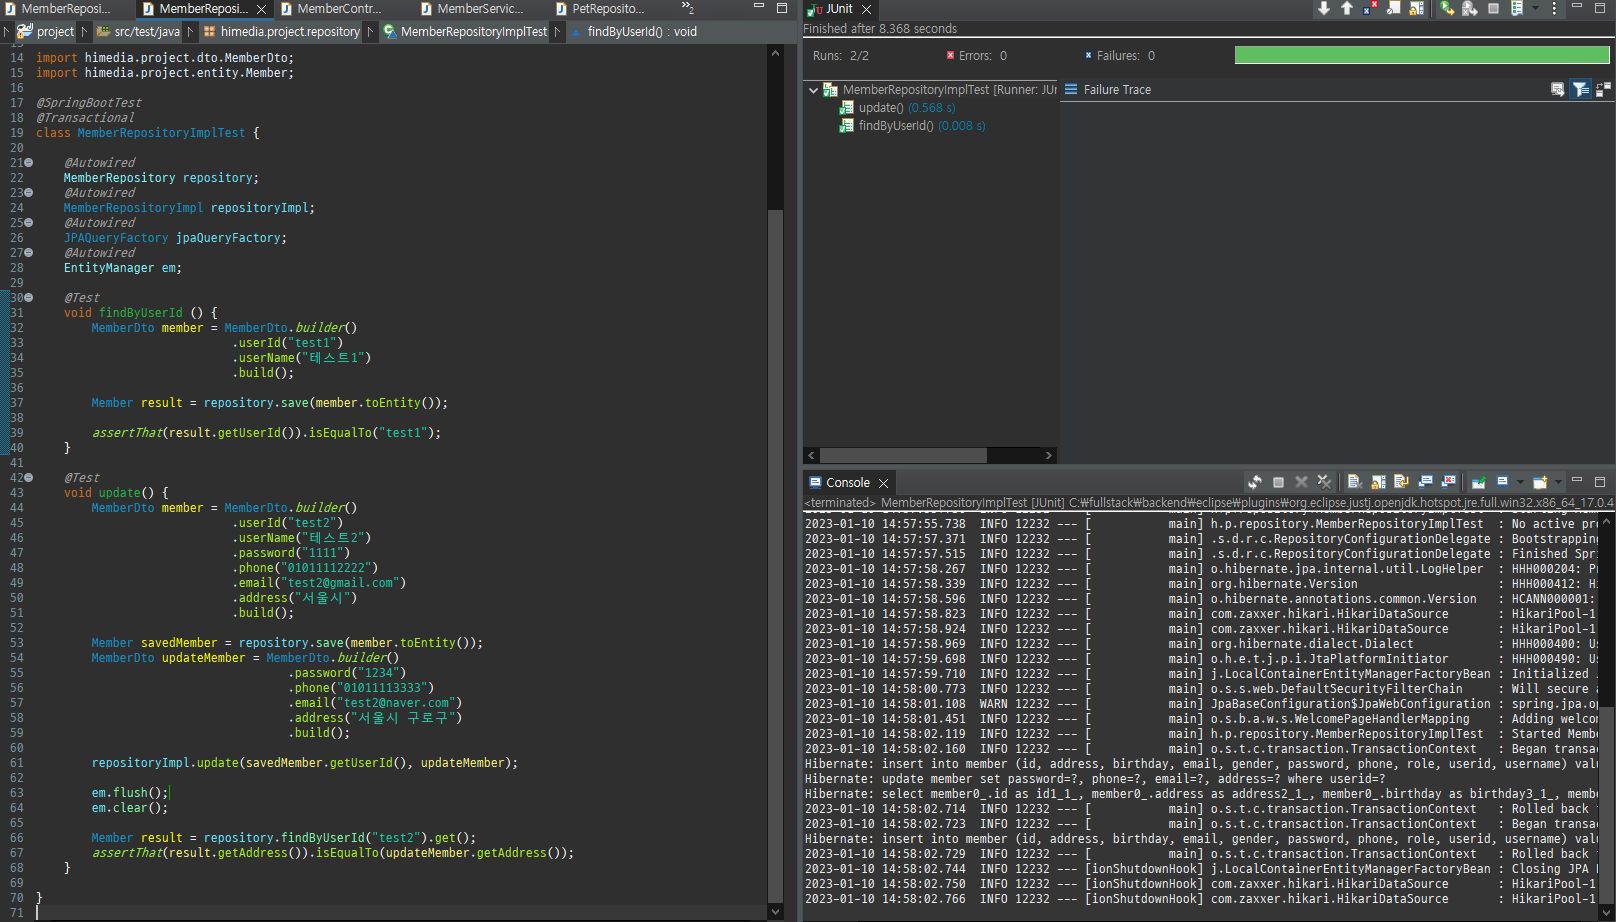 MemberReposi...
MemberReposi...
MemberContr...
MemberServic...
PetReposito...
»2
project
src/test/java
himedia.project.repository
MemberRepositoryImplTest
findByUserId() : void
14 import himedia.project.dto.MemberDto;
15 import himedia.project.entity.Member;
16
17 @SpringBootTest
18 @Transactional
19 class MemberRepositoryImplTest {
20
21 @Autowired
22 MemberRepository repository;
23 @Autowired
24 MemberRepositoryImpl repositoryImpl;
25 @Autowired
26 JPAQueryFactory jpaQueryFactory;
27 @Autowired
28 EntityManager em;
29
30 @Test
31 void findByUserId () {
32 MemberDto member = MemberDto.builder()
33 .userId("test1")
34 .userName("테스트1")
35 .build();
36
37 Member result = repository.save(member.toEntity());
38
39 assertThat(result.getUserId()).isEqualTo("test1");
40 }
41
42 @Test
43 void update() {
44 MemberDto member = MemberDto.builder()
45 .userId("test2")
46 .userName("테스트2")
47 .password("1111")
48 .phone("01011112222")
49 .email("test2@gmail.com")
50 .address("서울시")
51 .build();
52
53 Member savedMember = repository.save(member.toEntity());
54 MemberDto updateMember = MemberDto.builder()
55 .password("1234")
56 .phone("01011113333")
57 .email("test2@naver.com")
58 .address("서울시 구로구")
59 .build();
60
61 repositoryImpl.update(savedMember.getUserId(), updateMember);
62
63 em.flush();
64 em.clear();
65
66 Member result = repository.findByUserId("test2").get();
67 assertThat(result.getAddress()).isEqualTo(updateMember.getAddress());
68 }
69
70 }
71
JUnit
Finished after 8.368 seconds
Runs: 2/2
Errors: 0
Failures: 0
MemberRepositoryImplTest [Runner: JUr
update() (0.568 s)
findByUserId() (0.008 s)
Failure Trace
Console
<terminated> MemberRepositoryImplTest [JUnit] C:₩fullstack₩backend₩eclipse₩plugins₩org.eclipse.justj.openjdk.hotspot.jre.full.win32.x86_64_17.0.4
2023-01-10 14:57:55.738 INFO 12232 --- [ main] h.p.repository.MemberRepositoryImplTest : No active pro
2023-01-10 14:57:57.371 INFO 12232 --- [ main] .s.d.r.c.RepositoryConfigurationDelegate : Bootstrapping
2023-01-10 14:57:57.515 INFO 12232 --- [ main] .s.d.r.c.RepositoryConfigurationDelegate : Finished Spri
2023-01-10 14:57:58.267 INFO 12232 --- [ main] o.hibernate.jpa.internal.util.LogHelper : HHH000204: Pr
2023-01-10 14:57:58.339 INFO 12232 --- [ main] org.hibernate.Version : HHH000412: Hi
2023-01-10 14:57:58.596 INFO 12232 --- [ main] o.hibernate.annotations.common.Version : HCANN000001:
2023-01-10 14:57:58.823 INFO 12232 --- [ main] com.zaxxer.hikari.HikariDataSource : HikariPool-1
2023-01-10 14:57:58.924 INFO 12232 --- [ main] com.zaxxer.hikari.HikariDataSource : HikariPool-1
2023-01-10 14:57:58.969 INFO 12232 --- [ main] org.hibernate.dialect.Dialect : HHH000400: Us
2023-01-10 14:57:59.698 INFO 12232 --- [ main] o.h.e.t.j.p.i.JtaPlatformInitiator : HHH000490: Us
2023-01-10 14:57:59.710 INFO 12232 --- [ main] j.LocalContainerEntityManagerFactoryBean : Initialized
2023-01-10 14:58:00.773 INFO 12232 --- [ main] o.s.s.web.DefaultSecurityFilterChain : Will secure a
2023-01-10 14:58:01.108 WARN 12232 --- [ main] JpaBaseConfiguration$JpaWebConfiguration : spring.jpa.op
2023-01-10 14:58:01.451 INFO 12232 --- [ main] o.s.b.a.w.s.WelcomePageHandlerMapping : Adding welcom
2023-01-10 14:58:02.119 INFO 12232 --- [ main] h.p.repository.MemberRepositoryImplTest : Started Membe
2023-01-10 14:58:02.160 INFO 12232 --- [ main] o.s.t.c.transaction.TransactionContext : Began transac
Hibernate: insert into member (id, address, birthday, email, gender, password, phone, role, userid, username) valu
Hibernate: update member set password=?, phone=?, email=?, address=? where userid=?
Hibernate: select member0_.id as id1_1_, member0_.address as address2_1_, member0_.birthday as birthday3_1_, membe
2023-01-10 14:58:02.714 INFO 12232 --- [ main] o.s.t.c.transaction.TransactionContext : Rolled back
2023-01-10 14:58:02.723 INFO 12232 --- [ main] o.s.t.c.transaction.TransactionContext : Began transac
Hibernate: insert into member (id, address, birthday, email, gender, password, phone, role, userid, username) valu
2023-01-10 14:58:02.729 INFO 12232 --- [ main] o.s.t.c.transaction.TransactionContext : Rolled back
2023-01-10 14:58:02.744 INFO 12232 --- [ionShutdownHook] j.LocalContainerEntityManagerFactoryBean : Closing JPA
2023-01-10 14:58:02.750 INFO 12232 --- [ionShutdownHook] com.zaxxer.hikari.HikariDataSource : HikariPool-1
2023-01-10 14:58:02.766 INFO 12232 --- [ionShutdownHook] com.zaxxer.hikari.HikariDataSource : HikariPool-1